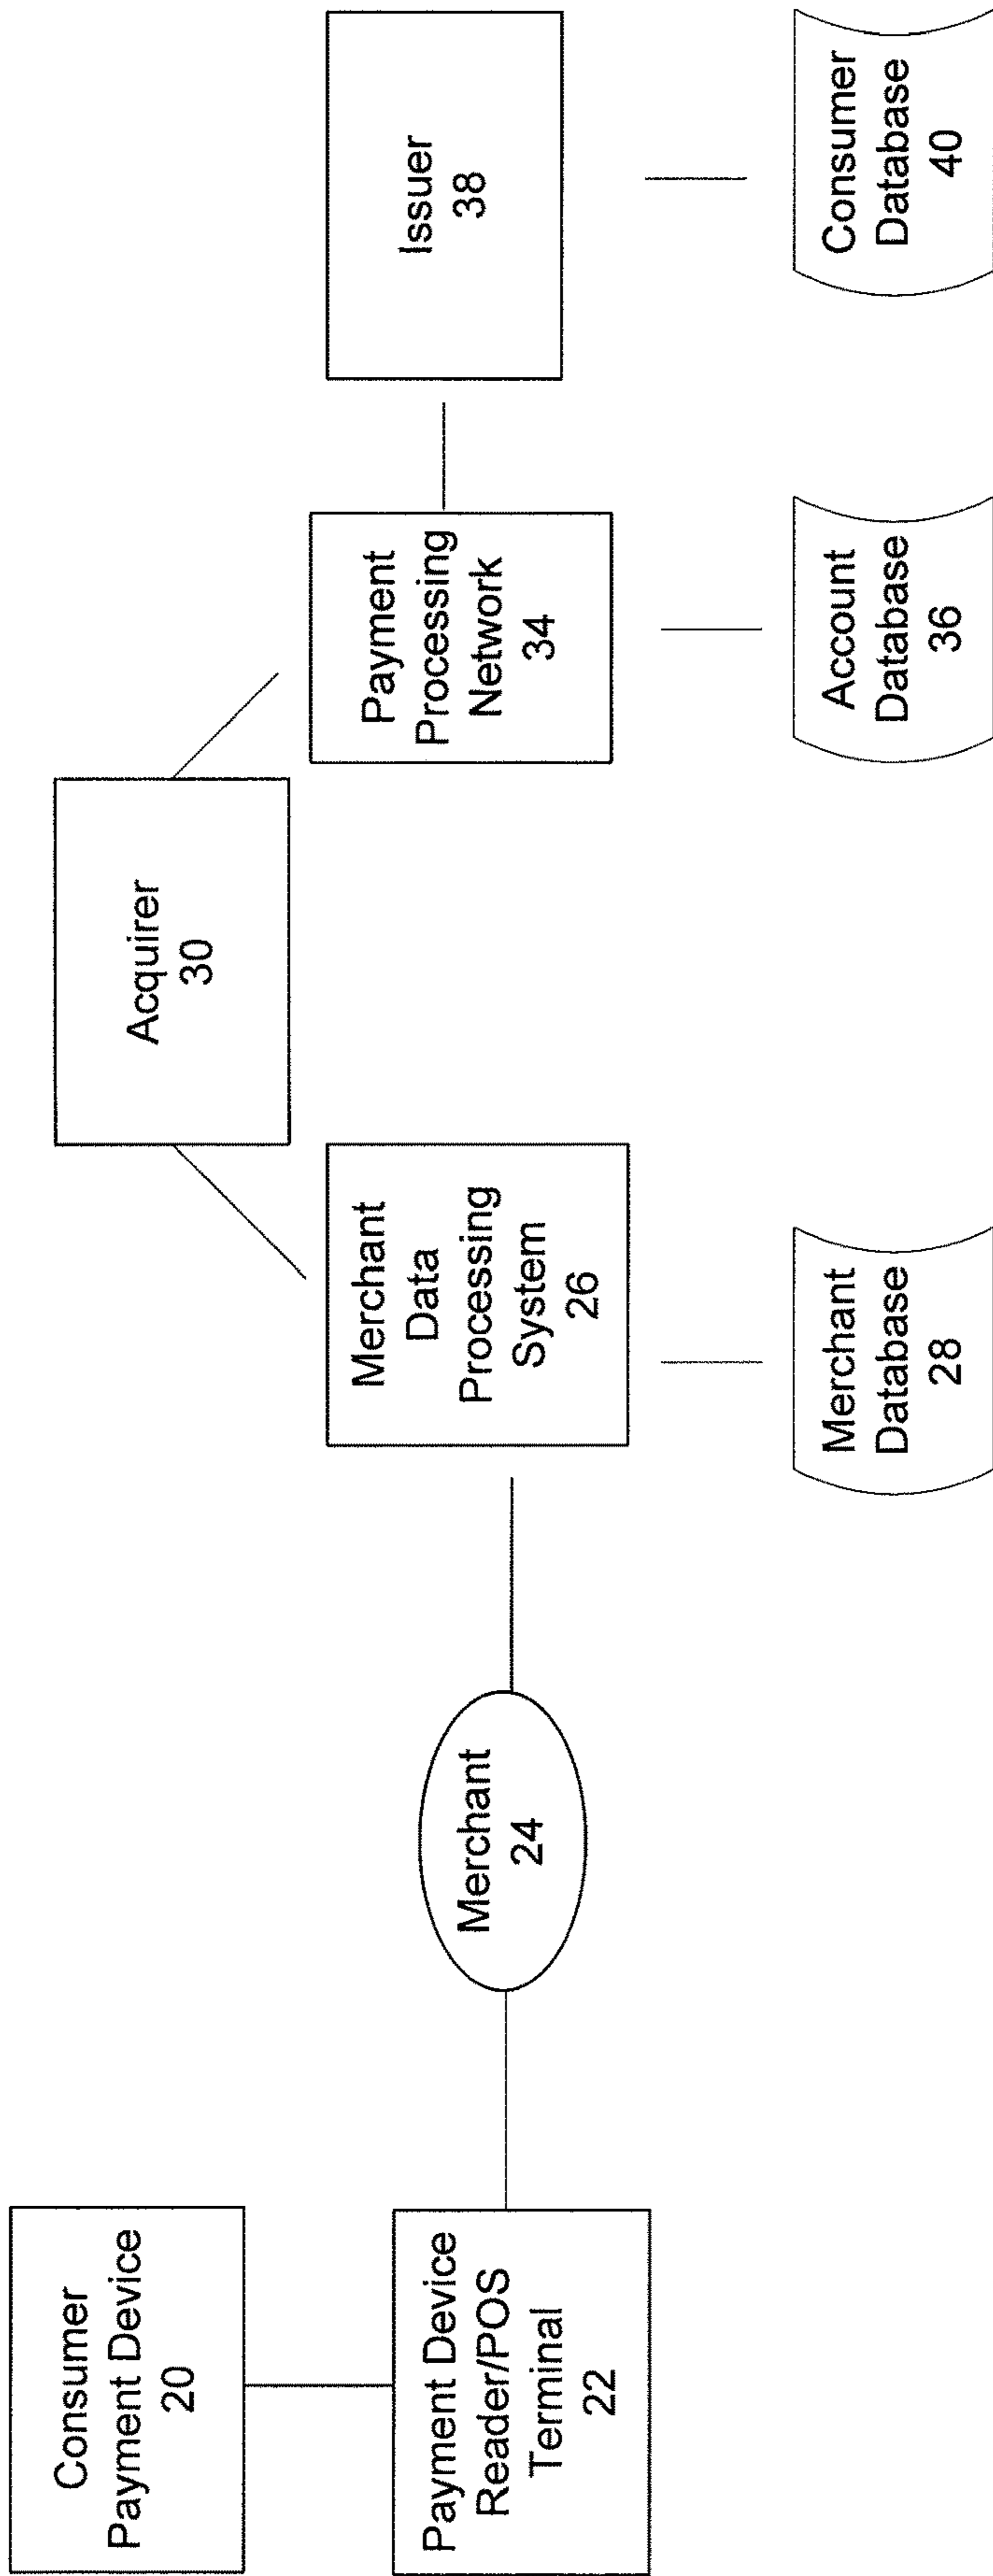 Consumer
Payment Device
20
Payment Device
Reader/POS
Terminal
22
Merchant
24
Merchant
Data
Processing
System
26
Merchant
Database
28
Acquirer
30
Payment
Processing
Network
34
Account
Database
36
Issuer
38
Consumer
Database
40